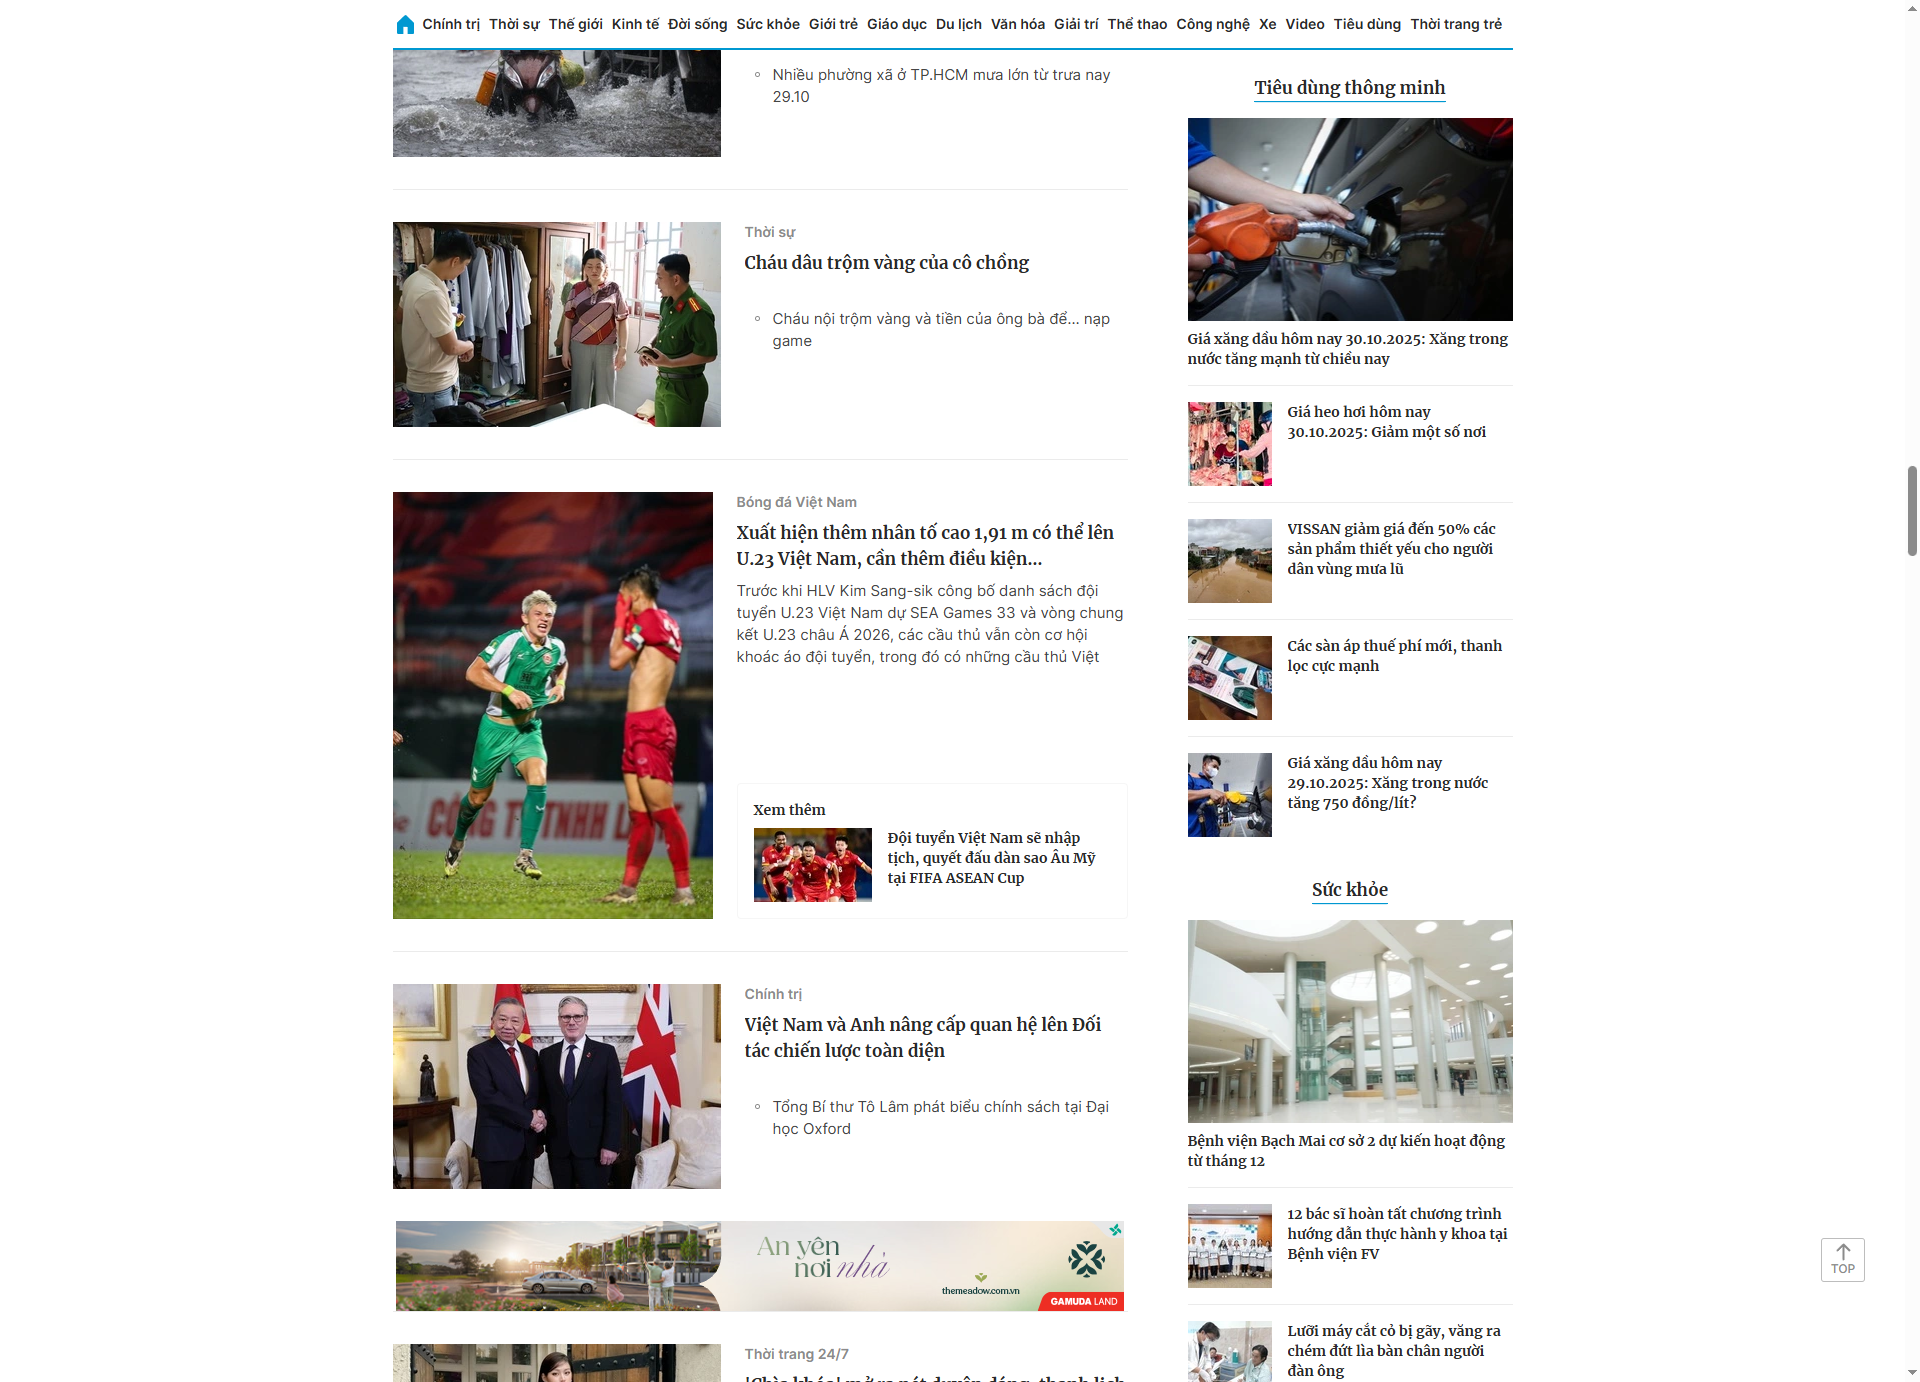 Chính trị Thời sự Thế giới Kinh tế Đời sống Sức khỏe Giới trẻ Giáo dục Du lịch Văn hóa Giải trí Thể thao Công nghệ Xe Video Tiêu dùng Thời trang trẻ
Nhiều phường xã ở TP.HCM mưa lớn từ trưa nay
29.10
Thời sự
Cháu dâu trộm vàng của cô chồng
Cháu nội trộm vàng và tiền của ông bà để... nạp
game
Bóng đá Việt Nam
Xuất hiện thêm nhân tố cao 1,91 m có thể lên
U.23 Việt Nam, cần thêm điều kiện...
Trước khi HLV Kim Sang-sik công bố danh sách đội
tuyển U.23 Việt Nam dự SEA Games 33 và vòng chung
kết U.23 châu Á 2026, các cầu thủ vẫn còn cơ hội
khoác áo đội tuyển, trong đó có những cầu thủ Việt
CÔNG TY TNHH
Xem thêm
Đội tuyển Việt Nam sẽ nhập
tịch, quyết đấu dàn sao Âu Mỹ
tại FIFA ASEAN Cup
Chính trị
Việt Nam và Anh nâng cấp quan hệ lên Đối
tác chiến lược toàn diện
Tổng Bí thư Tô Lâm phát biểu chính sách tại Đại
học Oxford
An yên
nơi nhà
themeadow.com.vn
GAMUDA LAND
Thời trang 24/7
'Chìa khóa' mở ra nét duyên dáng, thanh lịch
Tiêu dùng thông minh
Giá xăng dầu hôm nay 30.10.2025: Xăng trong
nước tăng mạnh từ chiều nay
Giá heo hơi hôm nay
30.10.2025: Giảm một số nơi
VISSAN giảm giá đến 50% các
sản phẩm thiết yếu cho người
dân vùng mưa lũ
Các sàn áp thuế phí mới, thanh
lọc cực mạnh
Giá xăng dầu hôm nay
29.10.2025: Xăng trong nước
tăng 750 đồng/lít?
Sức khỏe
Bệnh viện Bạch Mai cơ sở 2 dự kiến hoạt động
từ tháng 12
12 bác sĩ hoàn tất chương trình
hướng dẫn thực hành y khoa tại
Bệnh viện FV
Lưỡi máy cắt cỏ bị gãy, văng ra
chém đứt lìa bàn chân người
đàn ông
TOP